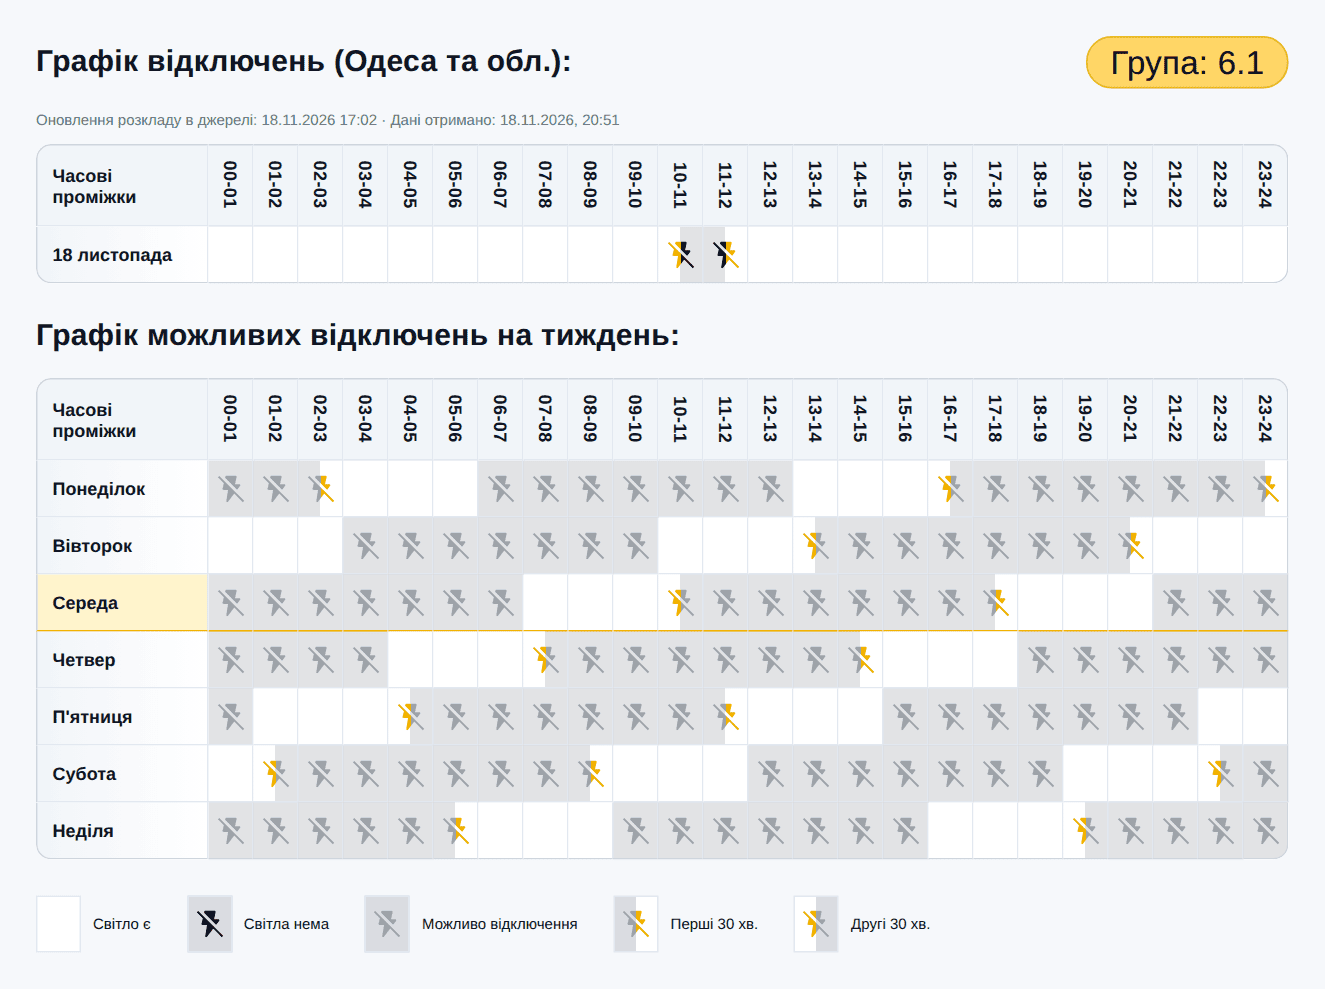 Графік відключень (Одеса та обл.):
Група: 6.1
Оновлення розкладу в джерелі: 18.11.2026 17:02 · Дані отримано: 18.11.2026, 20:51
Часові
проміжки
00-01 01-02 02-03 03-04 04-05 05-06 06-07 07-08 08-09 09-10 10-11 11-12 12-13 13-14 14-15 15-16 16-17 17-18 18-19 19-20 20-21 21-22 22-23 23-24
18 листопада
Графік можливих відключень на тиждень:
Часові
проміжки
00-01 01-02 02-03 03-04 04-05 05-06 06-07 07-08 08-09 09-10 10-11 11-12 12-13 13-14 14-15 15-16 16-17 17-18 18-19 19-20 20-21 21-22 22-23 23-24
Понеділок
Вівторок
Середа
Четвер
П'ятниця
Субота
Неділя
Світло є
Світла нема
Можливо відключення
Перші 30 хв.
Другі 30 хв.